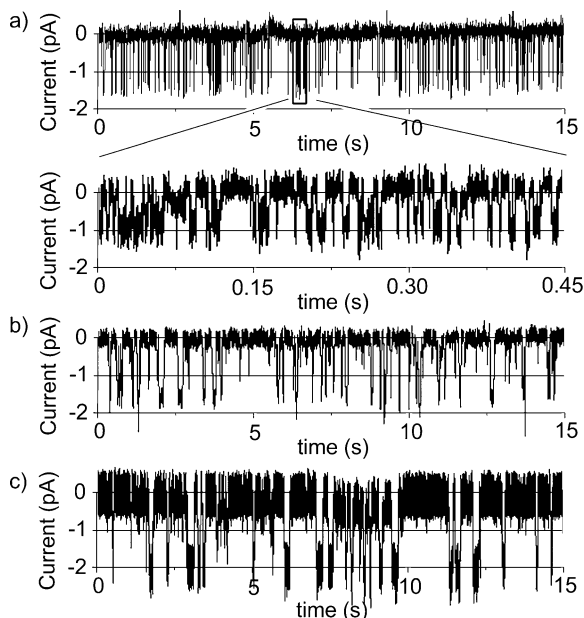 a)
Current (pA)
0
-1
-2
0 5 10 15
time (s)
Current (pA)
0
-1
-2
0 0.15 0.30 0.45
time (s)
b)
Current (pA)
0
-1
-2
0 5 10 15
time (s)
c)
Current (pA)
0
-1
-2
0 5 10 15
time (s)